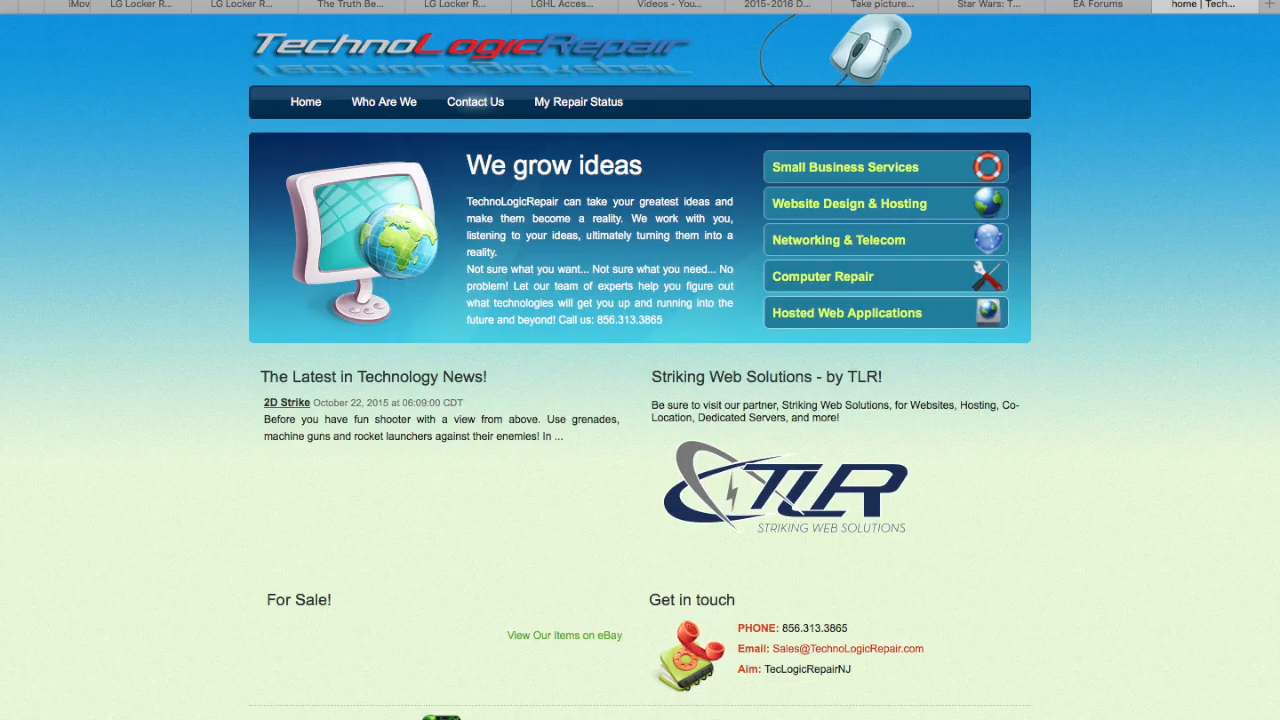 iMov
LG Locker R...
LG Locker R...
The Truth Be...
LG Locker R...
LGHL Acces...
Videos - You...
2015-2016 D...
Take picture...
Star Wars: T...
EA Forums
home | Tech...
TechnoLogicRepair
Home
Who Are We
Contact Us
My Repair Status
We grow ideas
TechnoLogicRepair can take your greatest ideas and
make them become a reality. We work with you,
listening to your ideas, ultimately turning them into a
reality.
Not sure what you want... Not sure what you need... No
problem! Let our team of experts help you figure out
what technologies will get you up and running into the
future and beyond! Call us: 856.313.3865
Small Business Services
Website Design & Hosting
Networking & Telecom
Computer Repair
Hosted Web Applications
The Latest in Technology News!
2D Strike October 22, 2015 at 06:09:00 CDT
Before you have fun shooter with a view from above. Use grenades,
machine guns and rocket launchers against their enemies! In ...
Striking Web Solutions - by TLR!
Be sure to visit our partner, Striking Web Solutions, for Websites, Hosting, Co-
Location, Dedicated Servers, and more!
TLR
STRIKING WEB SOLUTIONS
For Sale!
View Our Items on eBay
Get in touch
PHONE: 856.313.3865
Email: Sales@TechnoLogicRepair.com
Aim: TecLogicRepairNJ